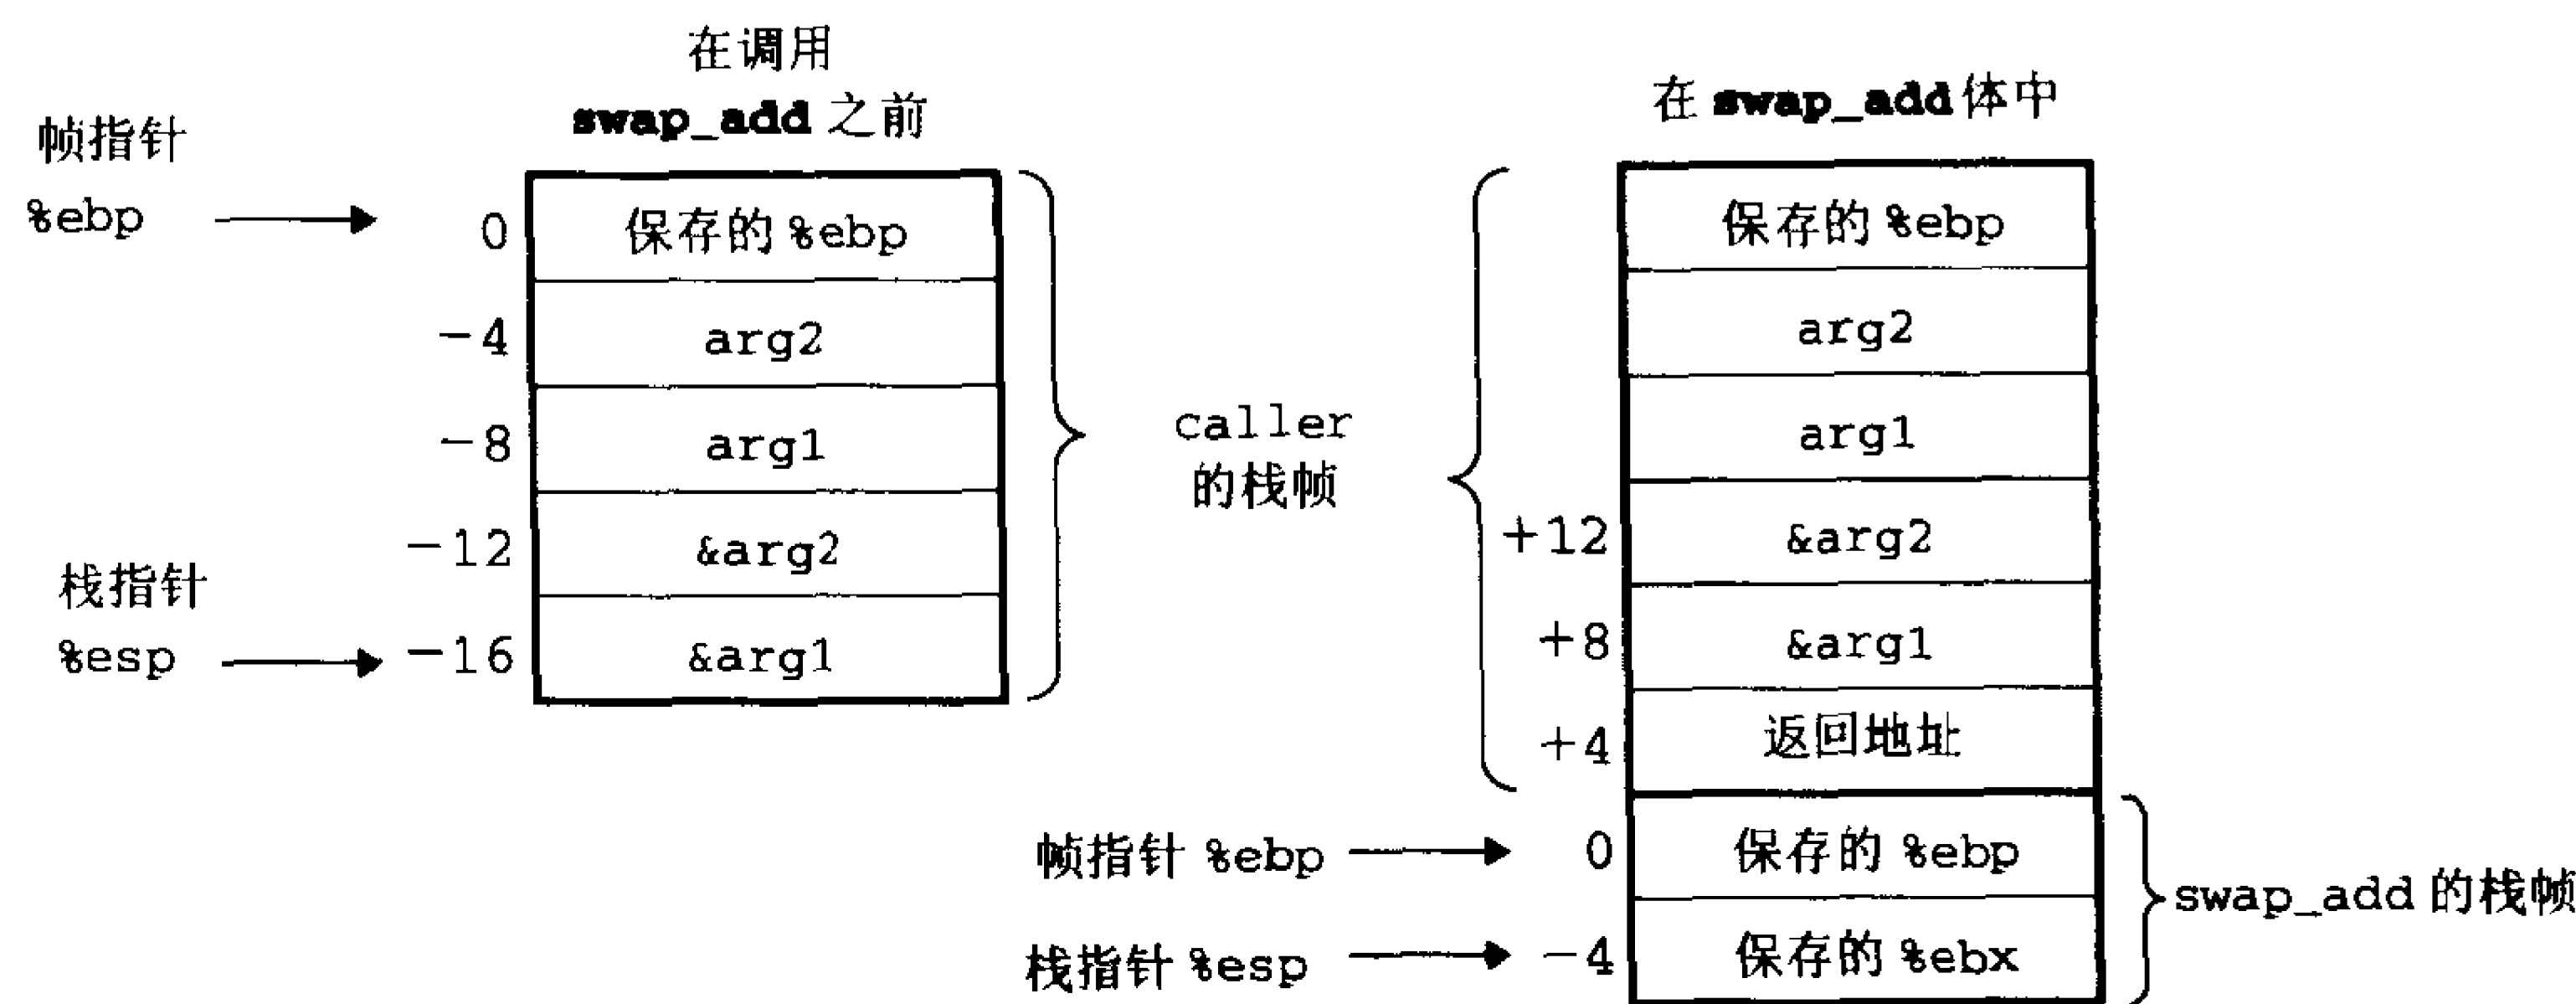 在调用
swap_add 之前
帧指针
%ebp
0 保存的 %ebp
-4 arg2
-8 arg1
-12 &arg2
栈指针
%esp
-16 &arg1
caller
的栈帧
在 swap_add 体中
保存的 %ebp
arg2
arg1
+12 &arg2
+8 &arg1
+4 返回地址
帧指针 %ebp 0 保存的 %ebp
栈指针 %esp -4 保存的 %ebx
swap_add 的栈帧